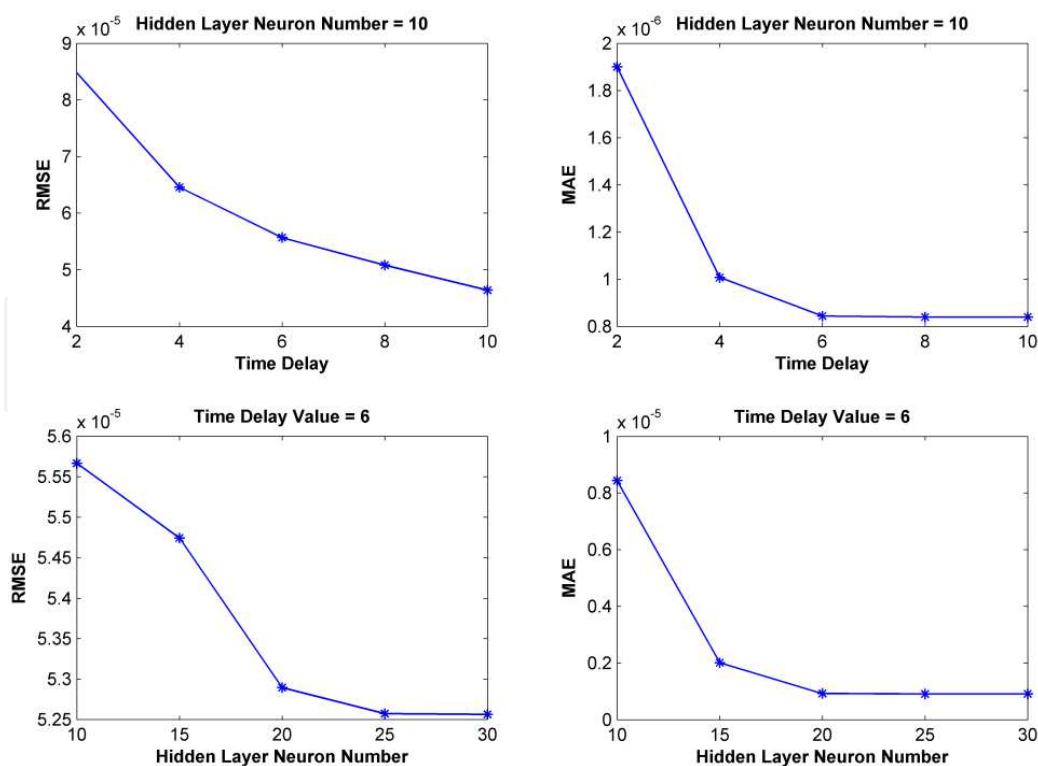 Hidden Layer Neuron Number = 10
x 10-5
9
8
7
6
5
4
RMSE
2 4 6 8 10
Time Delay
Hidden Layer Neuron Number = 10
x 10-6
2
1.8
1.6
1.4
1.2
1
0.8
MAE
2 4 6 8 10
Time Delay
Time Delay Value = 6
x 10-5
5.6
5.55
5.5
5.45
5.4
5.35
5.3
5.25
RMSE
10 15 20 25 30
Hidden Layer Neuron Number
Time Delay Value = 6
x 10-5
1
0.8
0.6
0.4
0.2
0
MAE
10 15 20 25 30
Hidden Layer Neuron Number